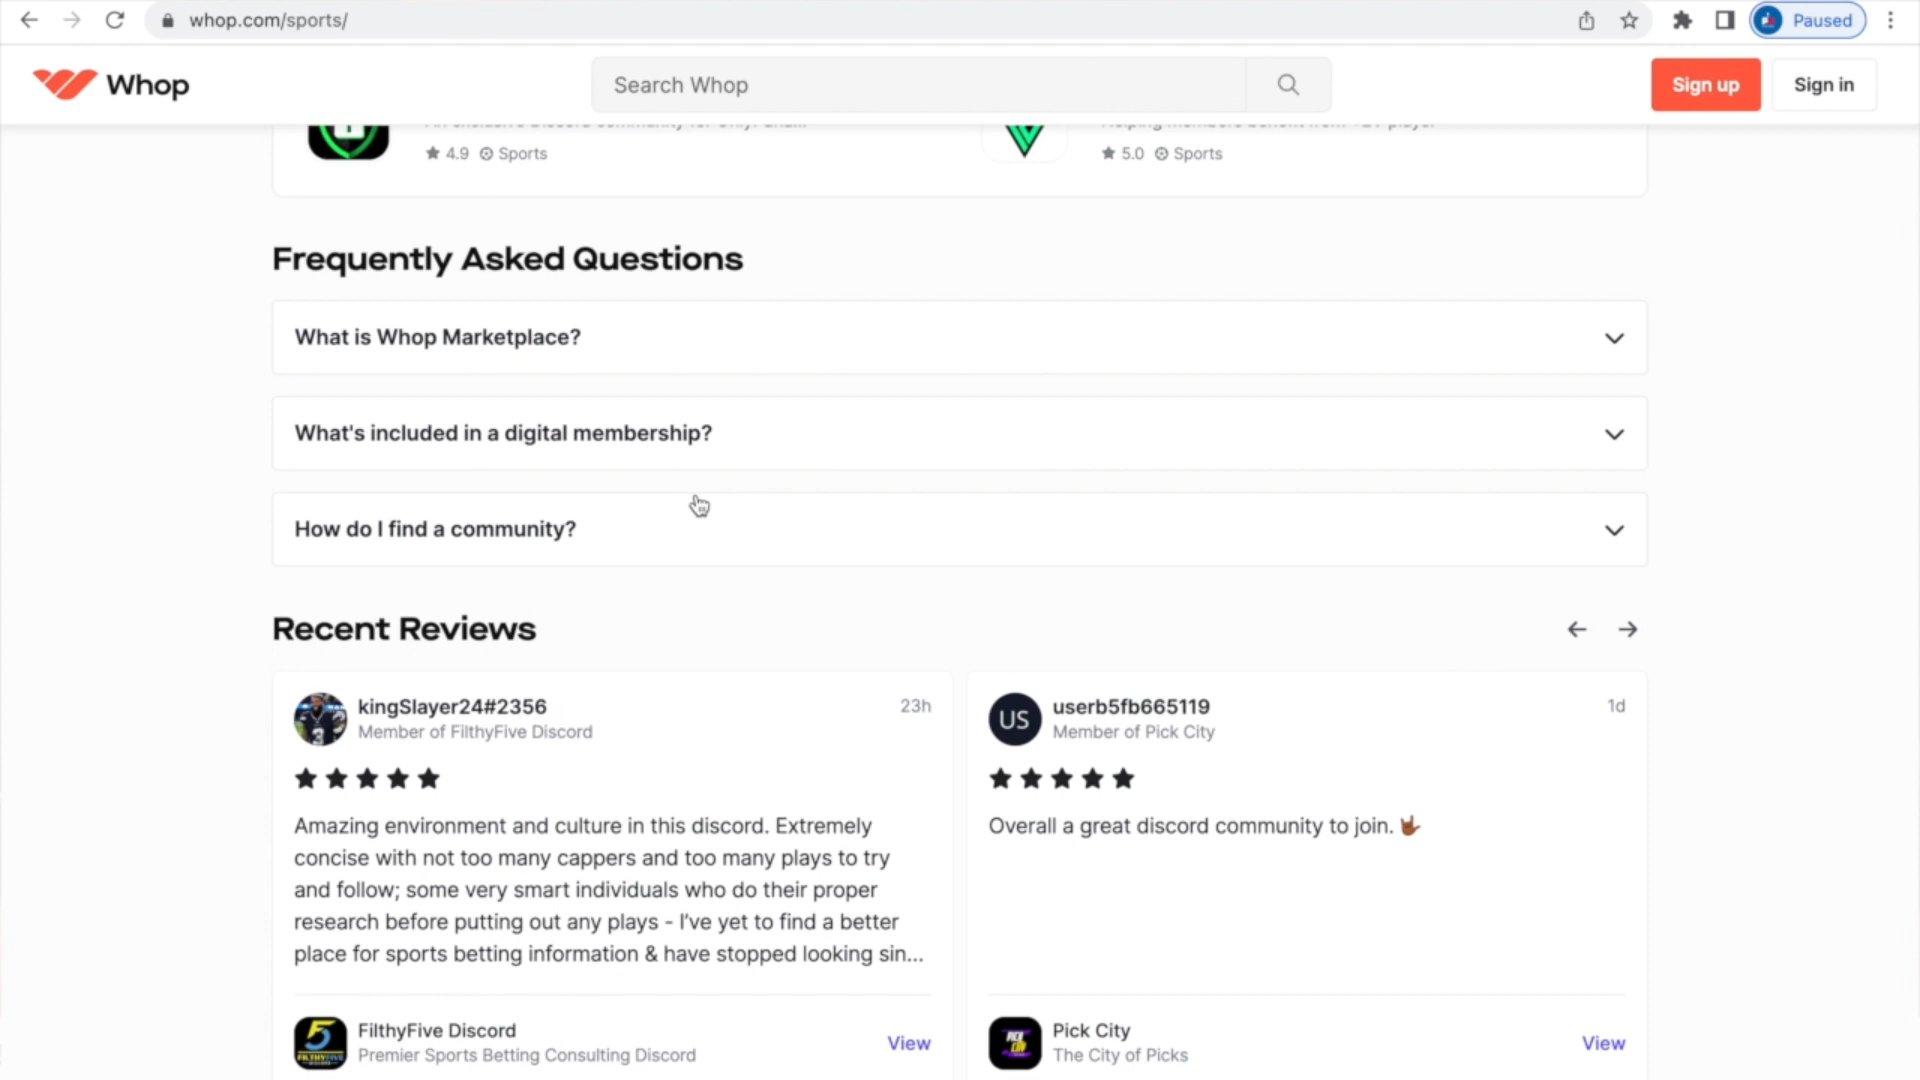 whop.com/sports/
Paused
Whop
Search Whop
Sign up
Sign in
4.9 Sports
5.0 Sports
Frequently Asked Questions
What is Whop Marketplace?
What's included in a digital membership?
How do I find a community?
Recent Reviews
kingSlayer24#2356
23h
Member of FilthyFive Discord
Amazing environment and culture in this discord. Extremely
concise with not too many cappers and too many plays to try
and follow; some very smart individuals who do their proper
research before putting out any plays - I've yet to find a better
place for sports betting information & have stopped looking sin...
5
FILTHYFIVE
FilthyFive Discord
Premier Sports Betting Consulting Discord
View
US
userb5fb665119
1d
Member of Pick City
Overall a great discord community to join. 🤟🏾
PICK
CITY
Pick City
The City of Picks
View